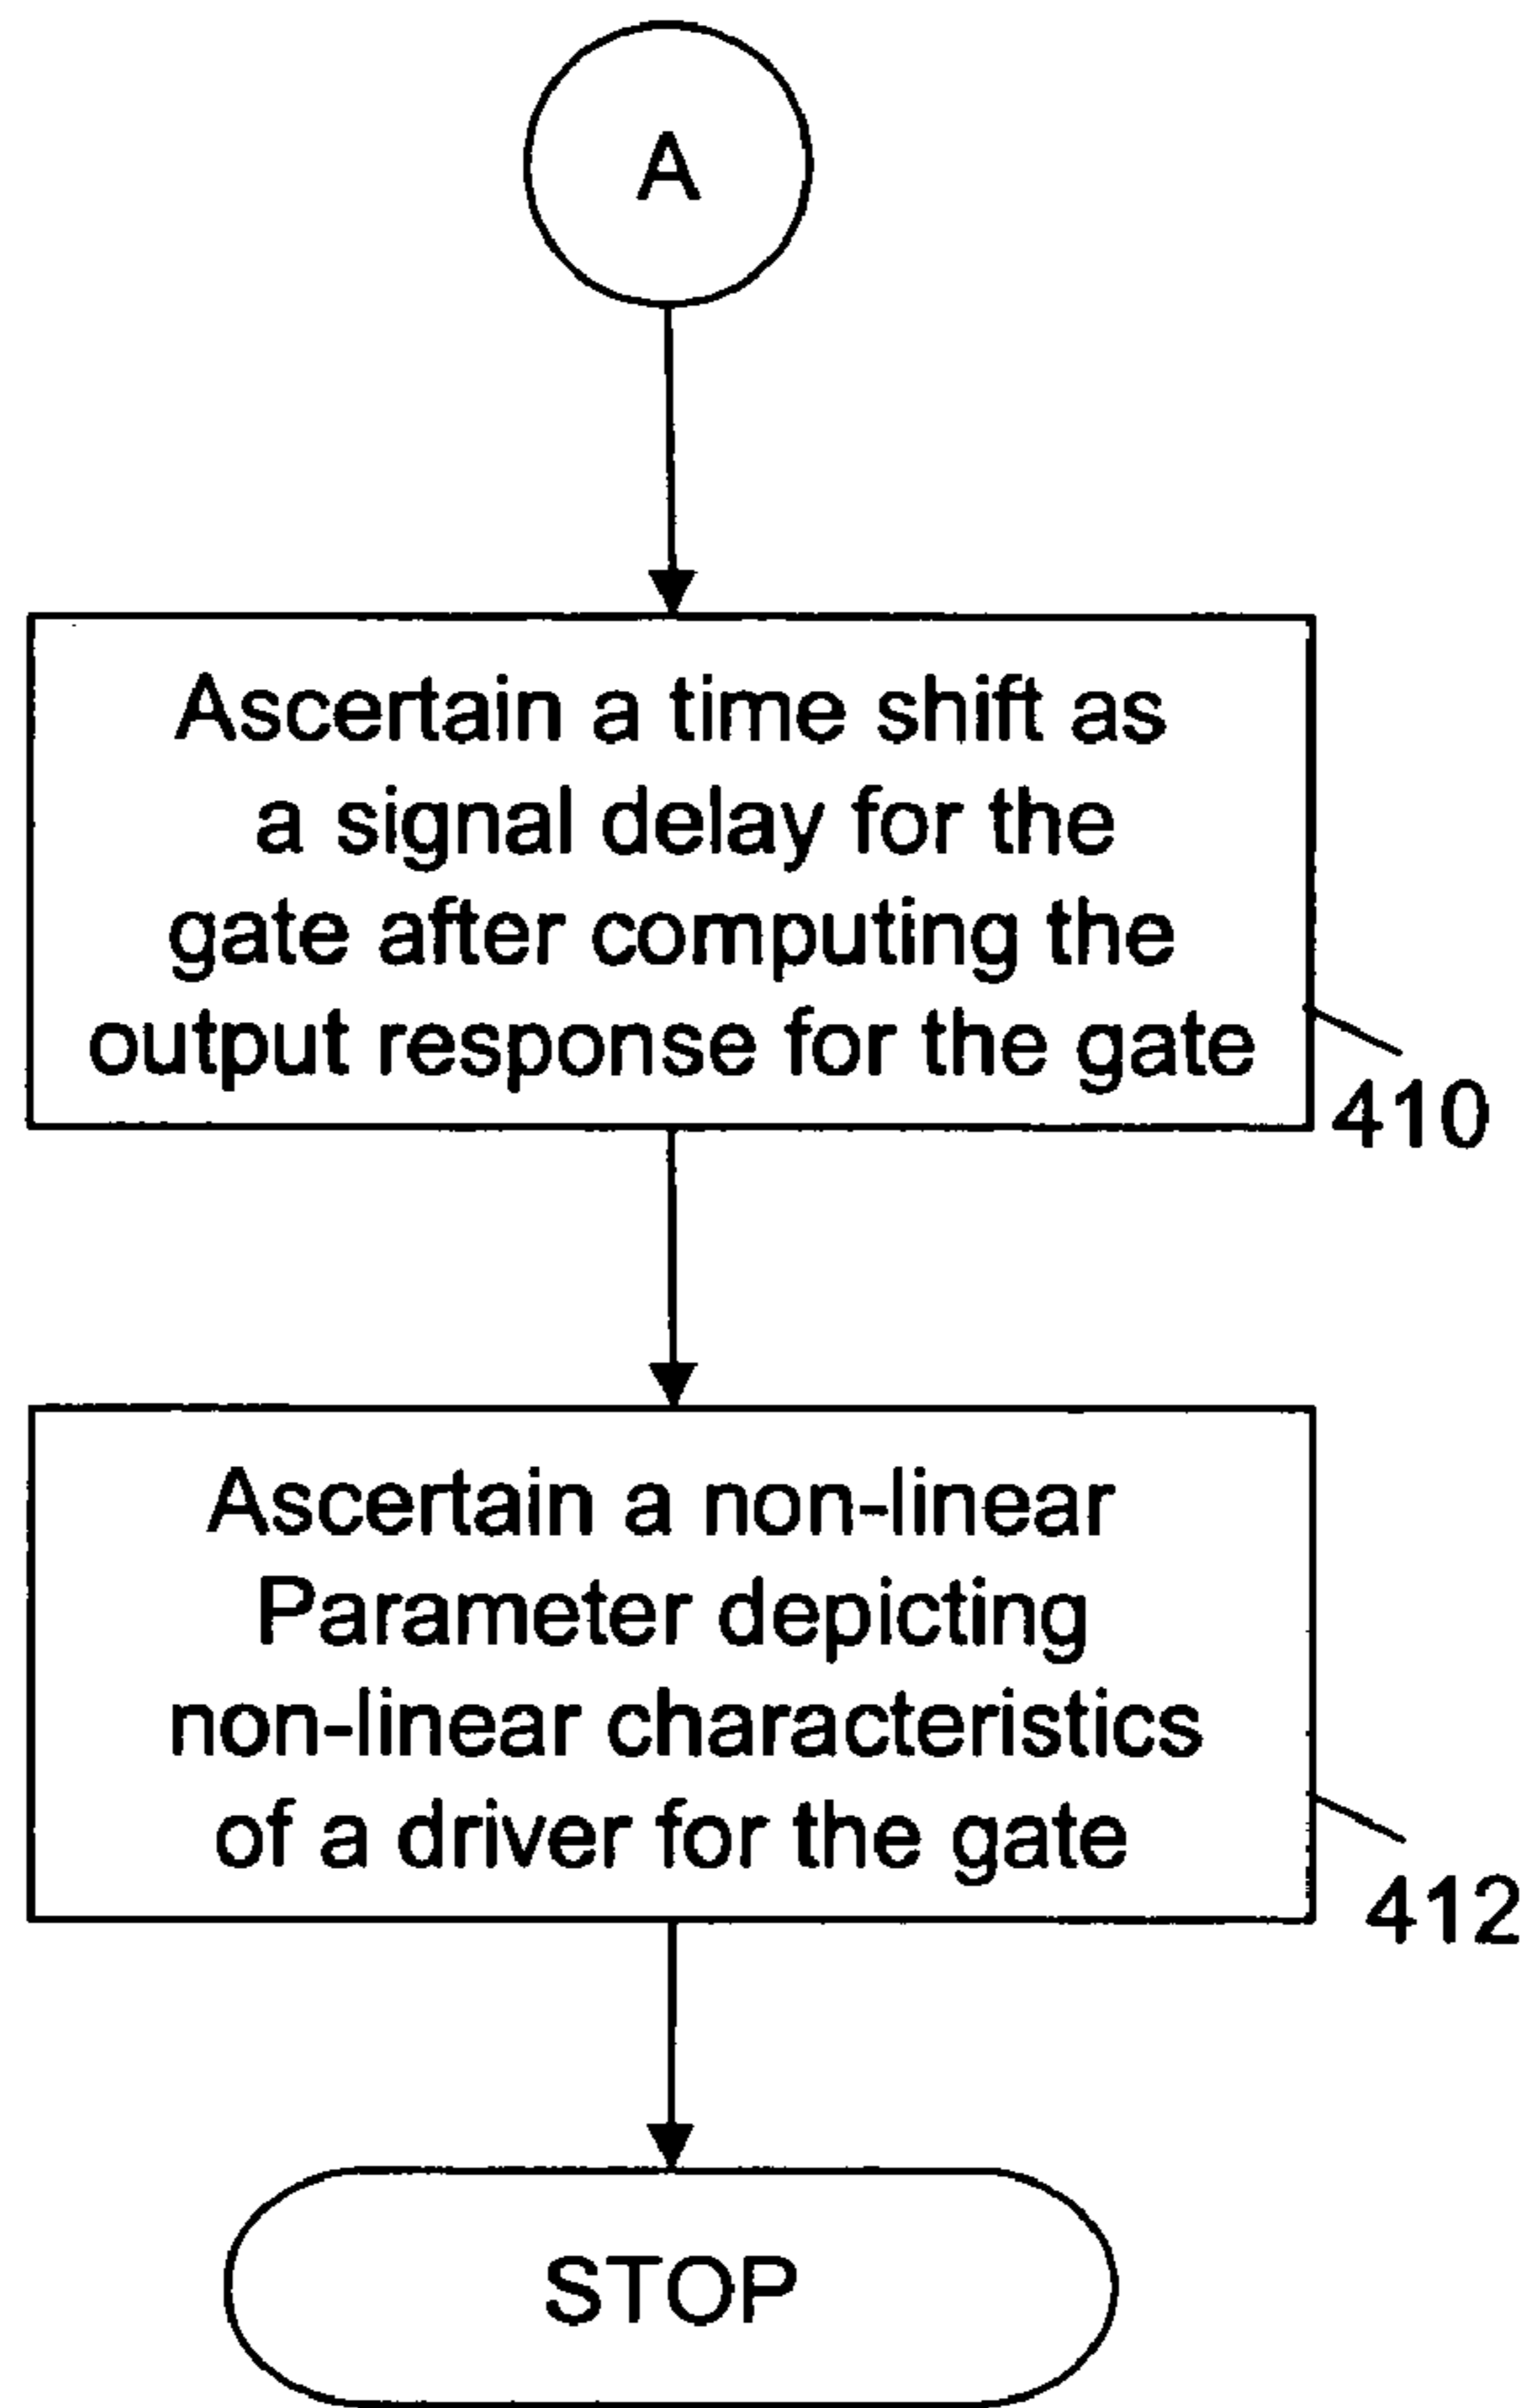 A
Ascertain a time shift as
a signal delay for the
gate after computing the
output response for the gate
410
Ascertain a non-linear
Parameter depicting
non-linear characteristics
of a driver for the gate
412
STOP